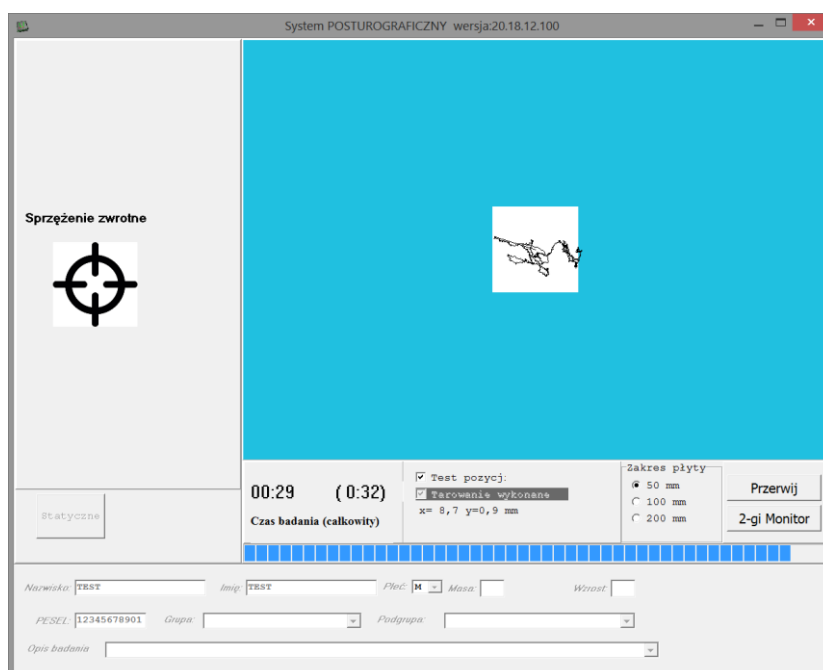 System POSTUROGRAFICZNY wersja:20.18.12.100
Sprzężenie zwrotne
Statyczne
00:29 ( 0:32)
Czas badania (całkowity)
Test pozycj:
Tarowanie wykonane
x= 8,7 y=0,9 mm
Zakres płyty
50 mm
100 mm
200 mm
Przerwij
2-gi Monitor
Nazwisko: TEST Imię: TEST Płeć: M Masa: Wzrost:
PESEL: 12345678901 Grupa: Podgrupa:
Opis badania